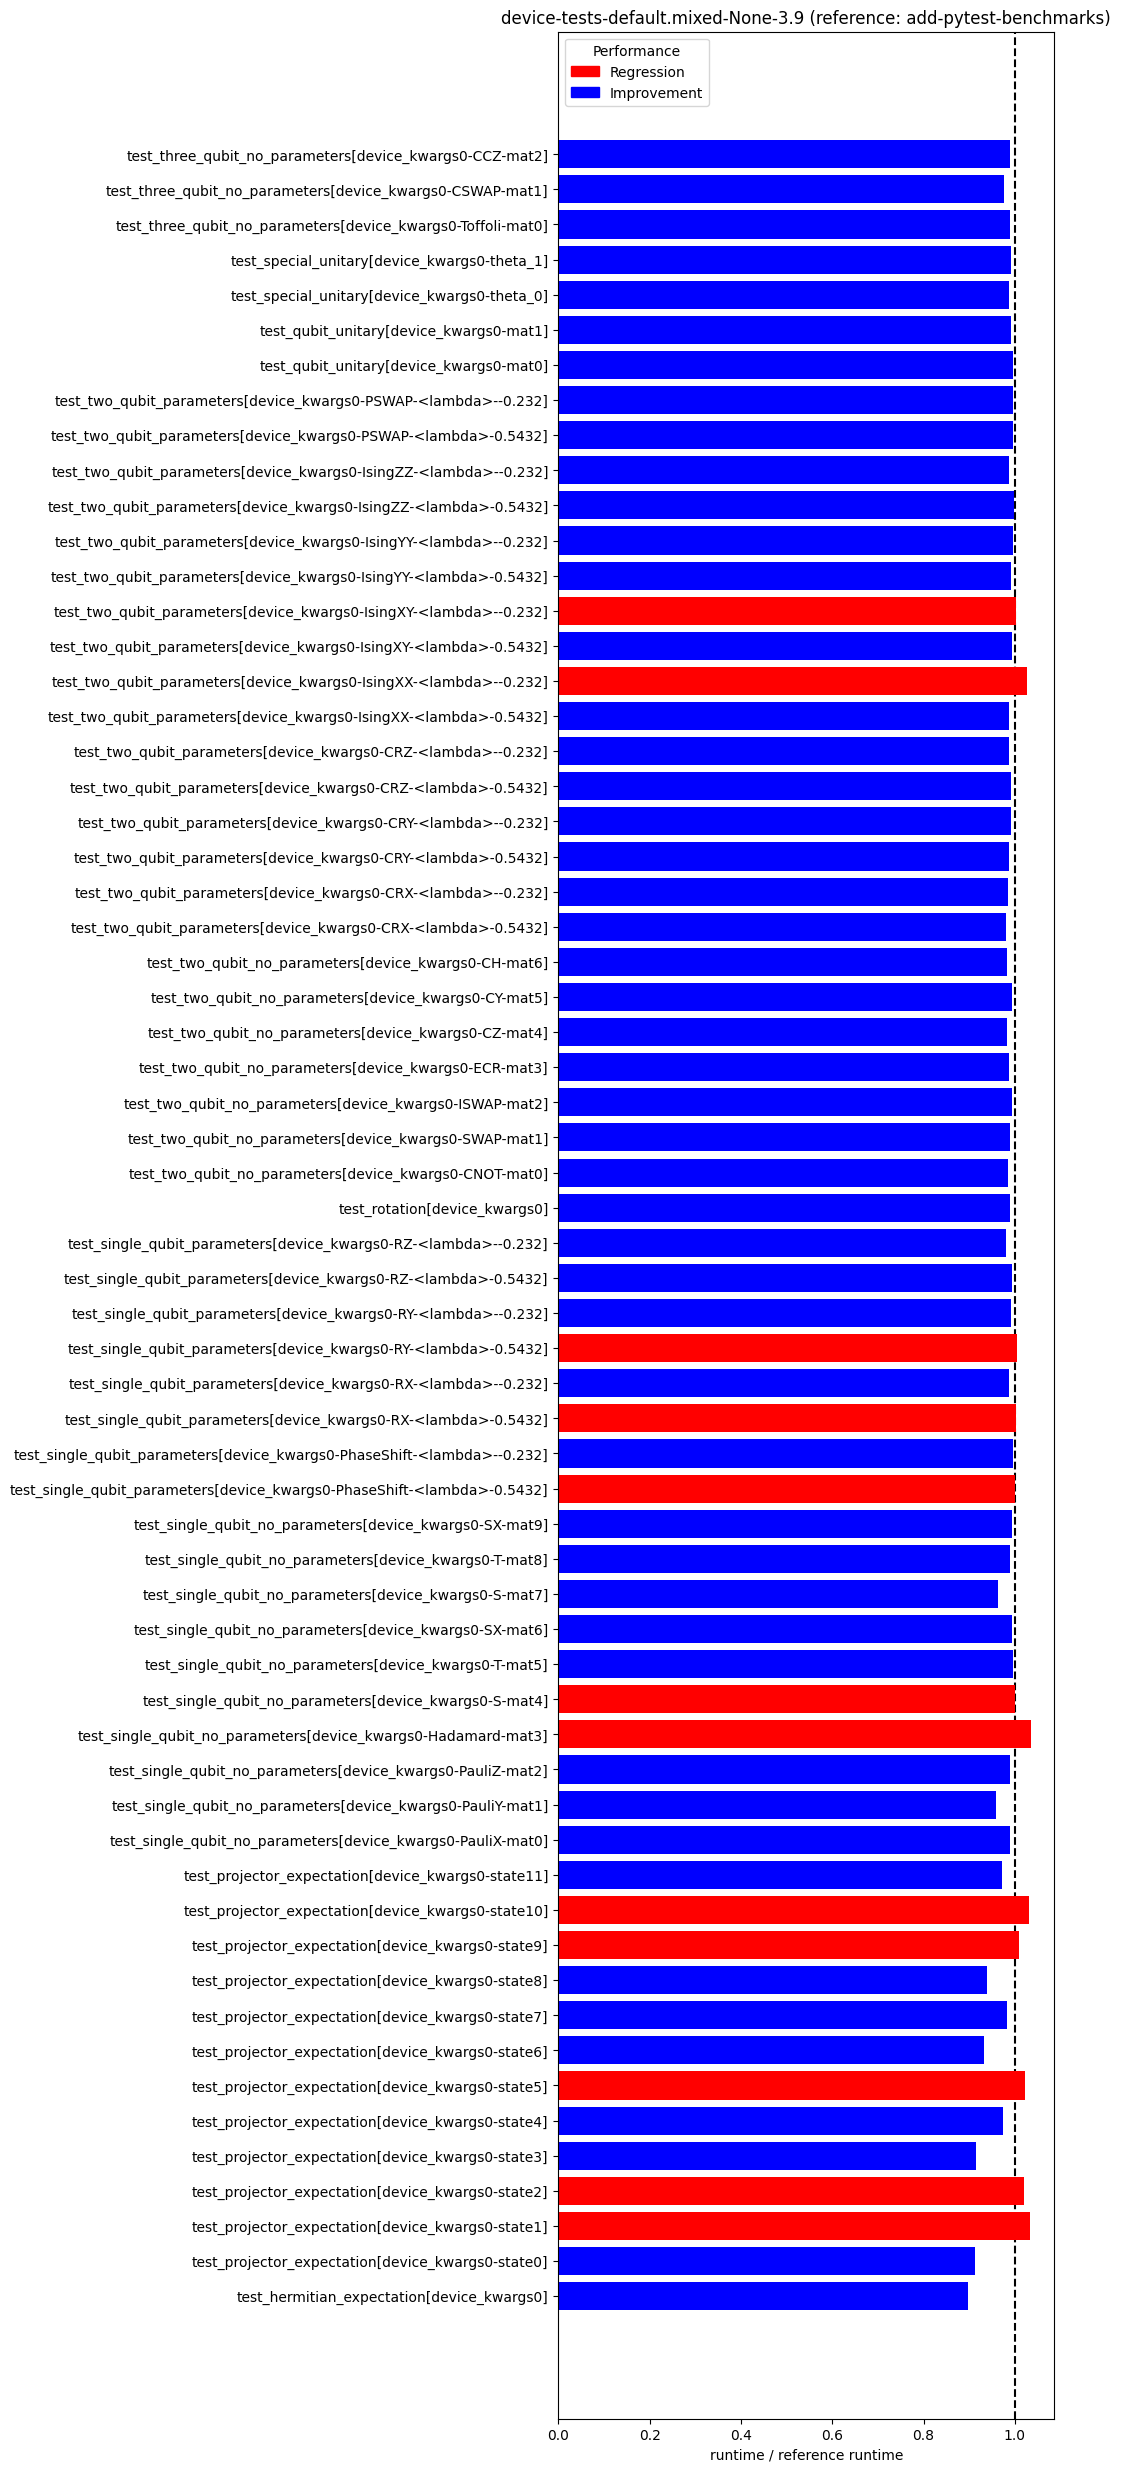 device-tests-default.mixed-None-3.9 (reference: add-pytest-benchmarks)
Performance
Regression
Improvement
test_three_qubit_no_parameters[device_kwargs0-CCZ-mat2]
test_three_qubit_no_parameters[device_kwargs0-CSWAP-mat1]
test_three_qubit_no_parameters[device_kwargs0-Toffoli-mat0]
test_special_unitary[device_kwargs0-theta_1]
test_special_unitary[device_kwargs0-theta_0]
test_qubit_unitary[device_kwargs0-mat1]
test_qubit_unitary[device_kwargs0-mat0]
test_two_qubit_parameters[device_kwargs0-PSWAP-<lambda>--0.232]
test_two_qubit_parameters[device_kwargs0-PSWAP-<lambda>-0.5432]
test_two_qubit_parameters[device_kwargs0-IsingZZ-<lambda>--0.232]
test_two_qubit_parameters[device_kwargs0-IsingZZ-<lambda>-0.5432]
test_two_qubit_parameters[device_kwargs0-IsingYY-<lambda>--0.232]
test_two_qubit_parameters[device_kwargs0-IsingYY-<lambda>-0.5432]
test_two_qubit_parameters[device_kwargs0-IsingXY-<lambda>--0.232]
test_two_qubit_parameters[device_kwargs0-IsingXY-<lambda>-0.5432]
test_two_qubit_parameters[device_kwargs0-IsingXX-<lambda>--0.232]
test_two_qubit_parameters[device_kwargs0-IsingXX-<lambda>-0.5432]
test_two_qubit_parameters[device_kwargs0-CRZ-<lambda>--0.232]
test_two_qubit_parameters[device_kwargs0-CRZ-<lambda>-0.5432]
test_two_qubit_parameters[device_kwargs0-CRY-<lambda>--0.232]
test_two_qubit_parameters[device_kwargs0-CRY-<lambda>-0.5432]
test_two_qubit_parameters[device_kwargs0-CRX-<lambda>--0.232]
test_two_qubit_parameters[device_kwargs0-CRX-<lambda>-0.5432]
test_two_qubit_no_parameters[device_kwargs0-CH-mat6]
test_two_qubit_no_parameters[device_kwargs0-CY-mat5]
test_two_qubit_no_parameters[device_kwargs0-CZ-mat4]
test_two_qubit_no_parameters[device_kwargs0-ECR-mat3]
test_two_qubit_no_parameters[device_kwargs0-ISWAP-mat2]
test_two_qubit_no_parameters[device_kwargs0-SWAP-mat1]
test_two_qubit_no_parameters[device_kwargs0-CNOT-mat0]
test_rotation[device_kwargs0]
test_single_qubit_parameters[device_kwargs0-RZ-<lambda>--0.232]
test_single_qubit_parameters[device_kwargs0-RZ-<lambda>-0.5432]
test_single_qubit_parameters[device_kwargs0-RY-<lambda>--0.232]
test_single_qubit_parameters[device_kwargs0-RY-<lambda>-0.5432]
test_single_qubit_parameters[device_kwargs0-RX-<lambda>--0.232]
test_single_qubit_parameters[device_kwargs0-RX-<lambda>-0.5432]
test_single_qubit_parameters[device_kwargs0-PhaseShift-<lambda>--0.232]
test_single_qubit_parameters[device_kwargs0-PhaseShift-<lambda>-0.5432]
test_single_qubit_no_parameters[device_kwargs0-SX-mat9]
test_single_qubit_no_parameters[device_kwargs0-T-mat8]
test_single_qubit_no_parameters[device_kwargs0-S-mat7]
test_single_qubit_no_parameters[device_kwargs0-SX-mat6]
test_single_qubit_no_parameters[device_kwargs0-T-mat5]
test_single_qubit_no_parameters[device_kwargs0-S-mat4]
test_single_qubit_no_parameters[device_kwargs0-Hadamard-mat3]
test_single_qubit_no_parameters[device_kwargs0-PauliZ-mat2]
test_single_qubit_no_parameters[device_kwargs0-PauliY-mat1]
test_single_qubit_no_parameters[device_kwargs0-PauliX-mat0]
test_projector_expectation[device_kwargs0-state11]
test_projector_expectation[device_kwargs0-state10]
test_projector_expectation[device_kwargs0-state9]
test_projector_expectation[device_kwargs0-state8]
test_projector_expectation[device_kwargs0-state7]
test_projector_expectation[device_kwargs0-state6]
test_projector_expectation[device_kwargs0-state5]
test_projector_expectation[device_kwargs0-state4]
test_projector_expectation[device_kwargs0-state3]
test_projector_expectation[device_kwargs0-state2]
test_projector_expectation[device_kwargs0-state1]
test_projector_expectation[device_kwargs0-state0]
test_hermitian_expectation[device_kwargs0]
0.0 0.2 0.4 0.6 0.8 1.0
runtime / reference runtime